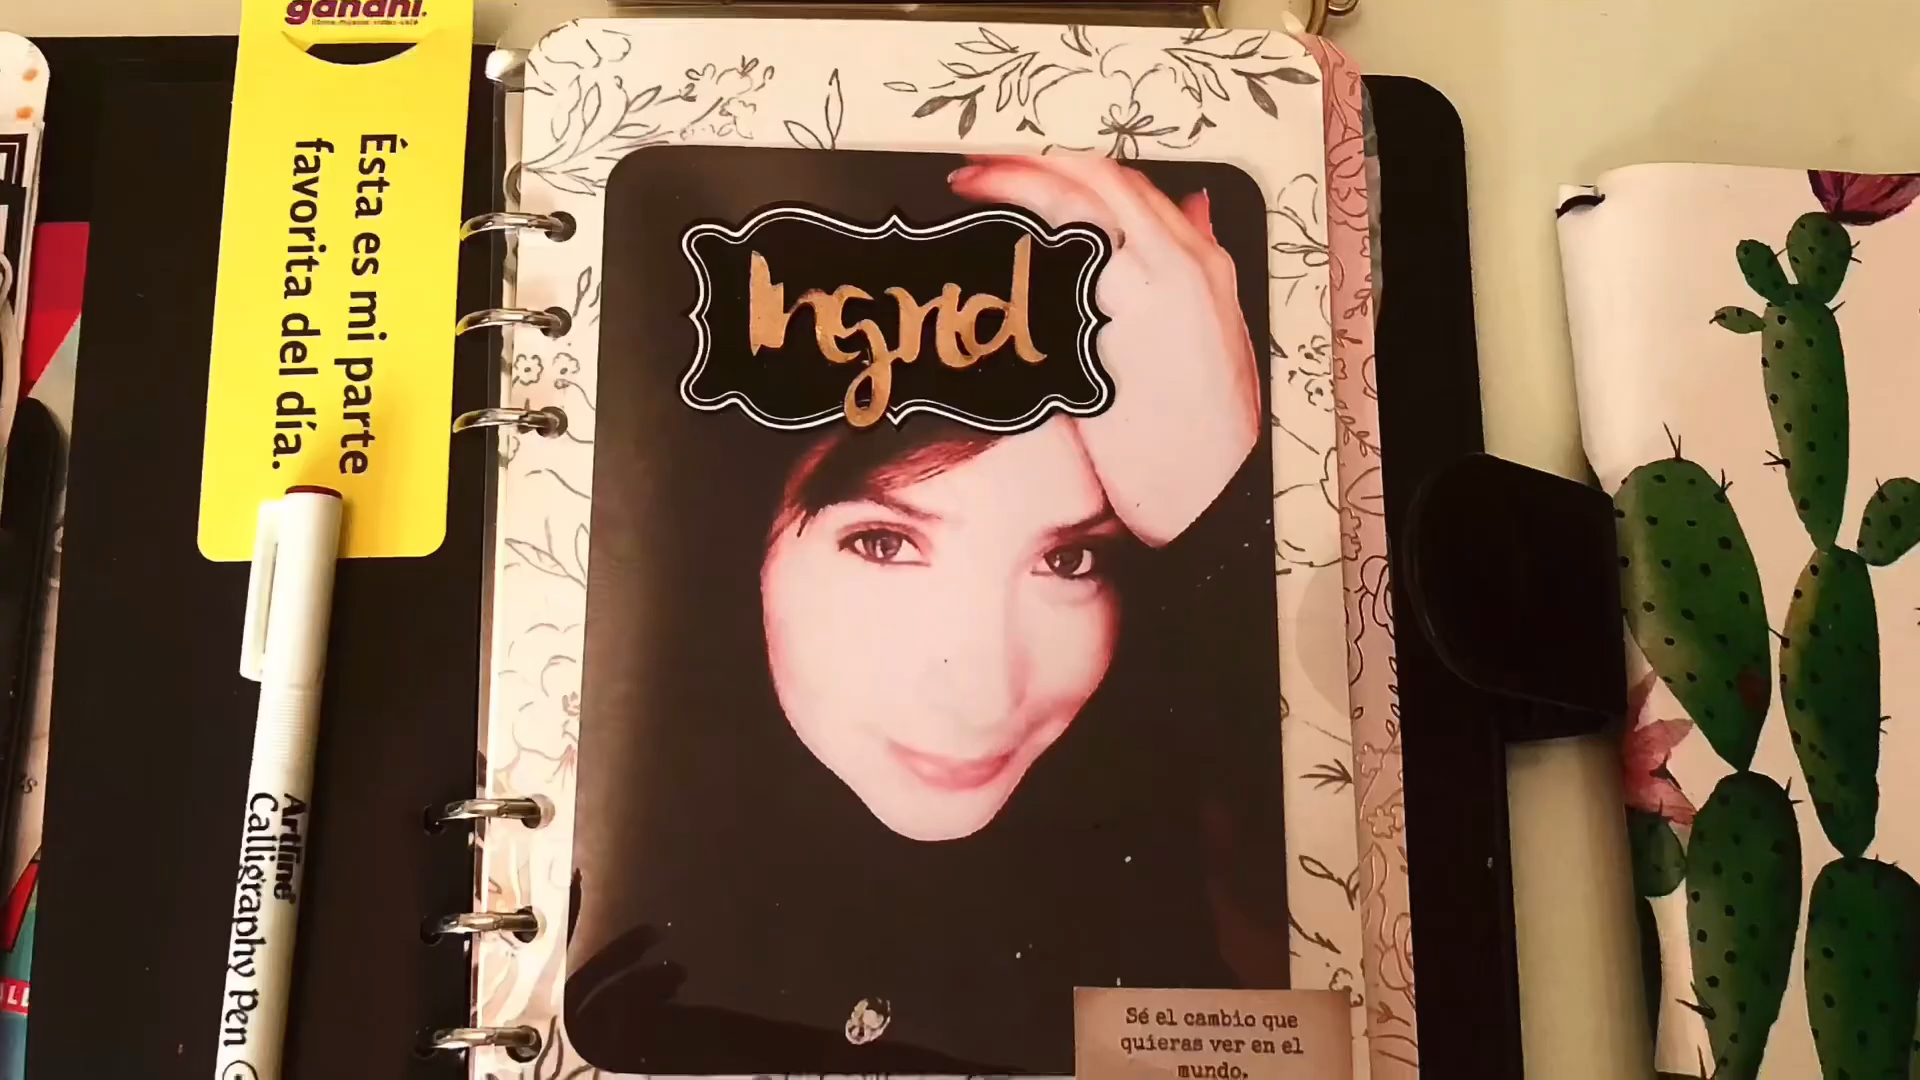 gandhi.
Ésta es mi parte
favorita del día.
Ingrid
Artline
Calligraphy Pen
Sé el cambio que
quieras ver en el
mundo.